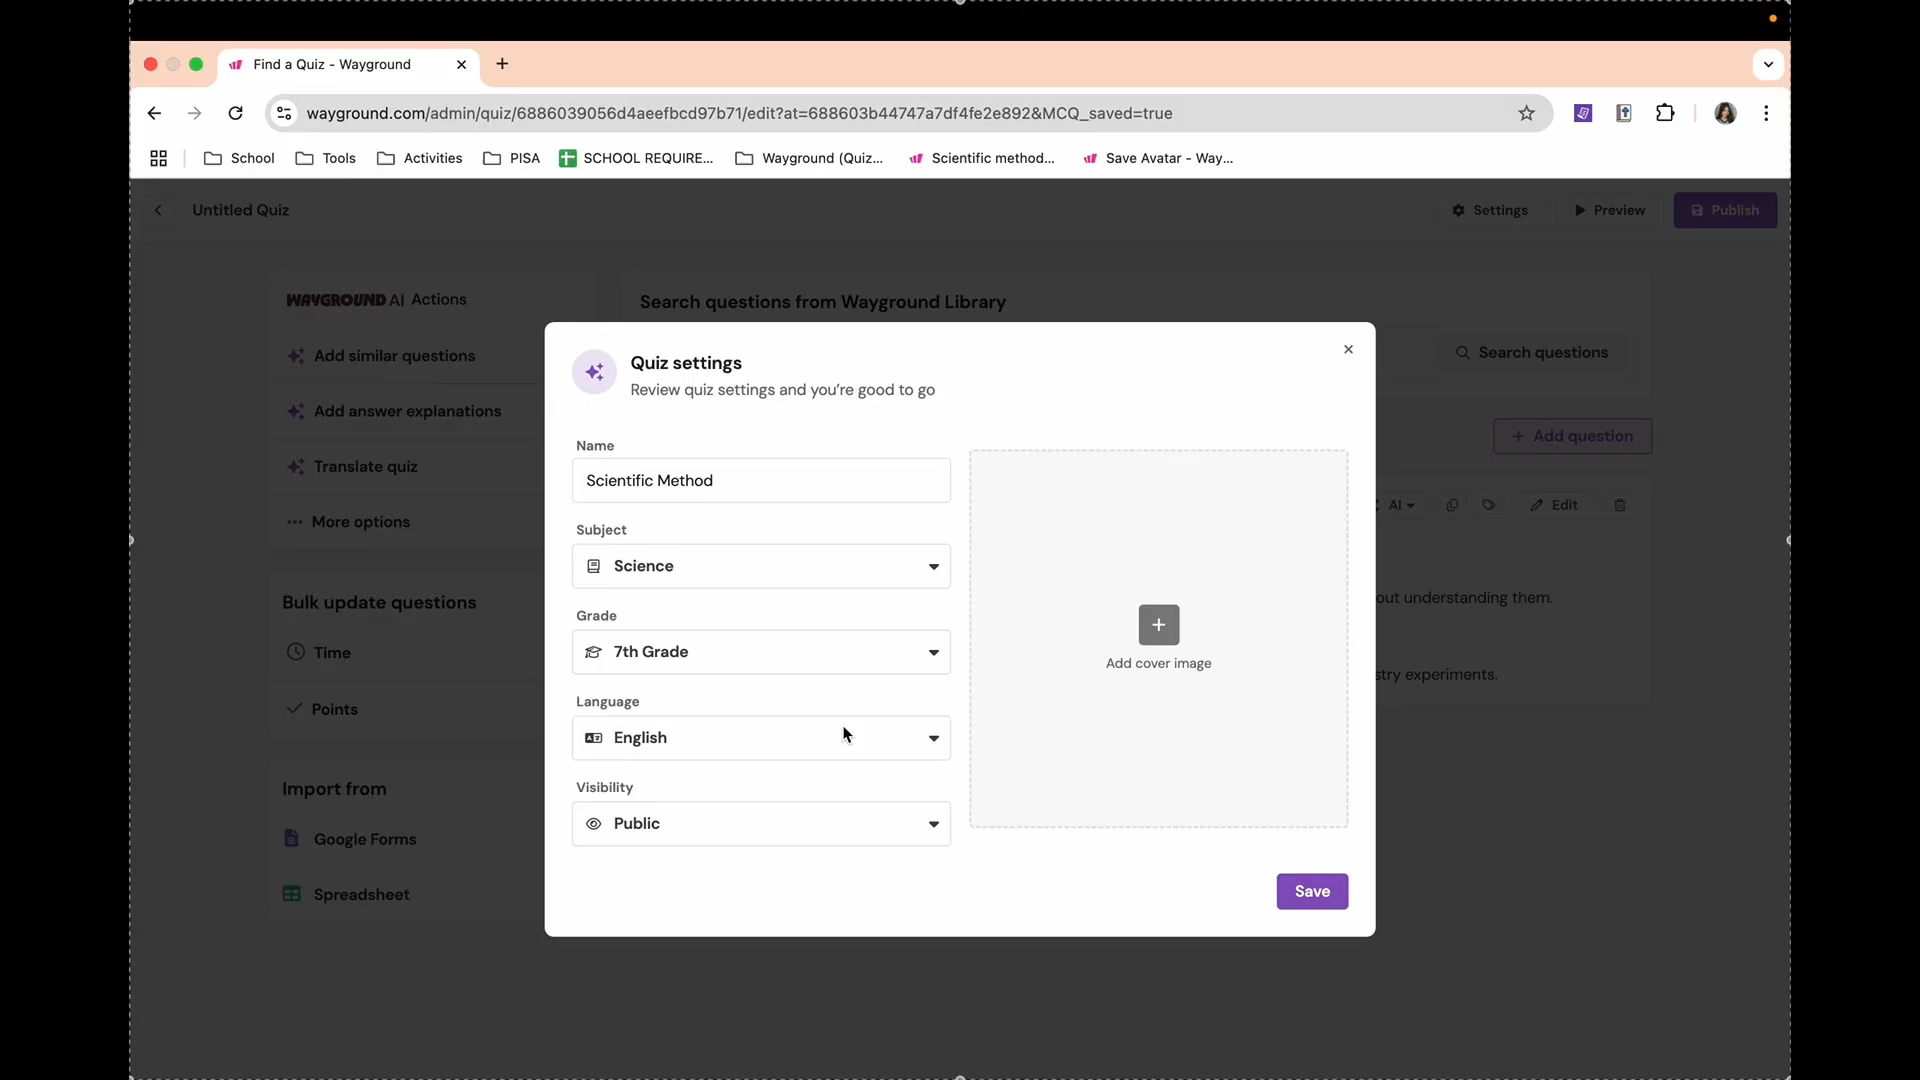 Find a Quiz - Wayground
wayground.com/admin/quiz/6886039056d4aeefbcd97b71/edit?at=688603b44747a7df4fe2e892&MCQ_saved=true
School
Tools
Activities
PISA
SCHOOL REQUIRE...
Wayground (Quiz...
Scientific method...
Save Avatar - Way...
Untitled Quiz
Settings
Preview
Publish
WAYGROUND AI Actions
Add similar questions
Add answer explanations
Translate quiz
More options
Bulk update questions
Time
Points
Import from
Google Forms
Spreadsheet
Search questions from Wayground Library
Search questions
Add question
AI
Edit
out understanding them.
stry experiments.
Quiz settings
Review quiz settings and you're good to go
Name
Scientific Method
Subject
Science
Grade
7th Grade
Language
English
Visibility
Public
Add cover image
Save